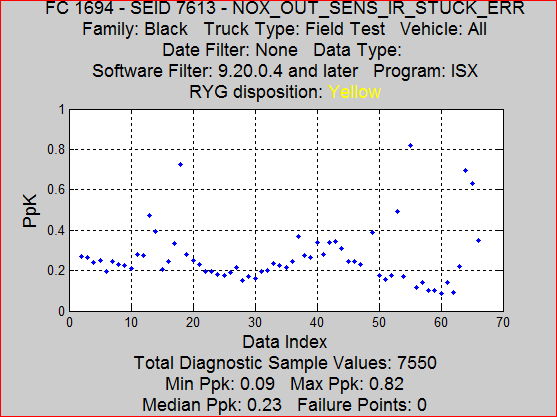 FC 1694 - SEID 7613 - NOX_OUT_SENS_IR_STUCK_ERR
Family: Black Truck Type: Field Test Vehicle: All
Date Filter: None Data Type:
Software Filter: 9.20.0.4 and later Program: ISX
RYG disposition: Yellow
1
0.8
0.6
0.4
0.2
0
PpK
0 10 20 30 40 50 60 70
Data Index
Total Diagnostic Sample Values: 7550
Min Ppk: 0.09 Max Ppk: 0.82
Median Ppk: 0.23 Failure Points: 0